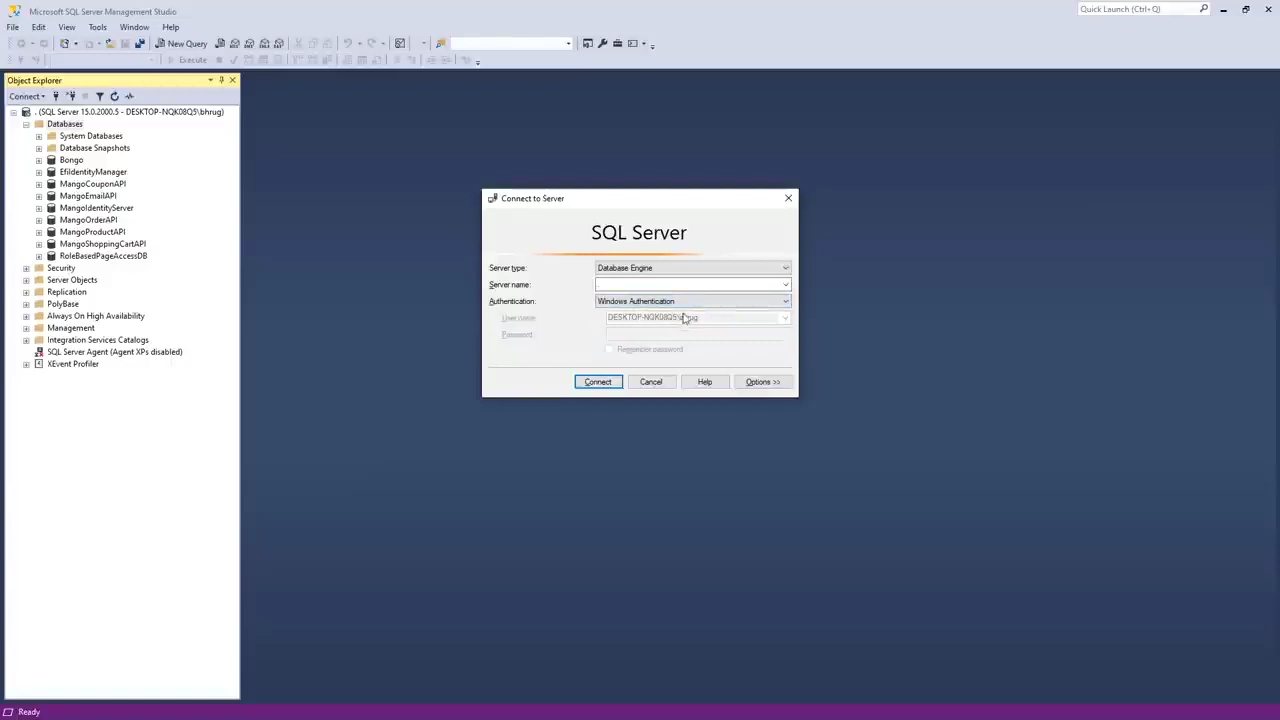 Microsoft SQL Server Management Studio
Quick Launch (Ctrl+Q)
File Edit View Tools Window Help
New Query
Execute
Object Explorer
Connect
. (SQL Server 15.0.2000.5 - DESKTOP-NQK08Q5\bhrug)
Databases
System Databases
Database Snapshots
Bongo
EfIdentityManager
MangoCouponAPI
MangoEmailAPI
MangoIdentityServer
MangoOrderAPI
MangoProductAPI
MangoShoppingCartAPI
RoleBasedPageAccessDB
Security
Server Objects
Replication
PolyBase
Always On High Availability
Management
Integration Services Catalogs
SQL Server Agent (Agent XPs disabled)
XEvent Profiler
Connect to Server
SQL Server
Server type: Database Engine
Server name: .
Authentication: Windows Authentication
User name: DESKTOP-NQK08Q5\bhrug
Password:
Remember password
Connect Cancel Help Options >>
Ready